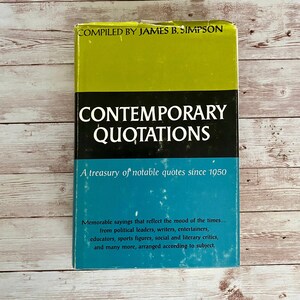 COMPILED BY JAMES B. SIMPSON
CONTEMPORARY
QUOTATIONS
A treasury of notable quotes since 1950
Memorable sayings that reflect the mood of the times...
from political leaders, writers, entertainers,
educators, sports figures, social and literary critics,
and many more, arranged according to subject.